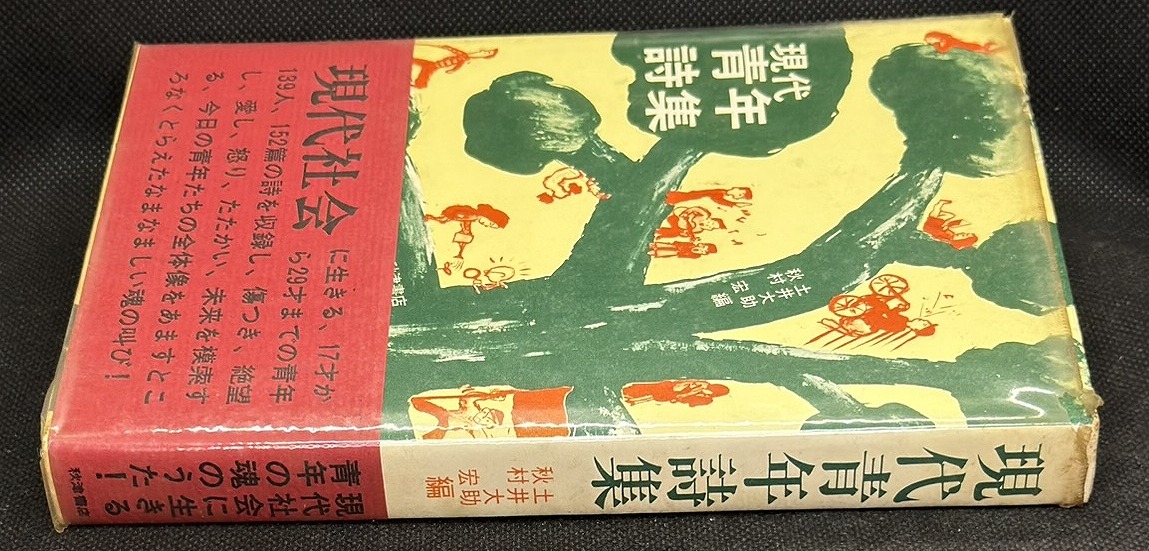 現代
青年
詩集
土井大助
秋村 宏 編
津書店
現代社会に生きる、17才か
ら29才までの青年
139人、152篇の詩を収録し、傷つき、絶望
し、愛し、怒り、たたかい、未来を模索す
る、今日の青年たちの全体像をあますとこ
ろなくとらえたなまなましい魂の叫び！
現代青年詩集
土井大助
秋村 宏 編
現代社会に生きる
青年の魂のうた！
秋津書店